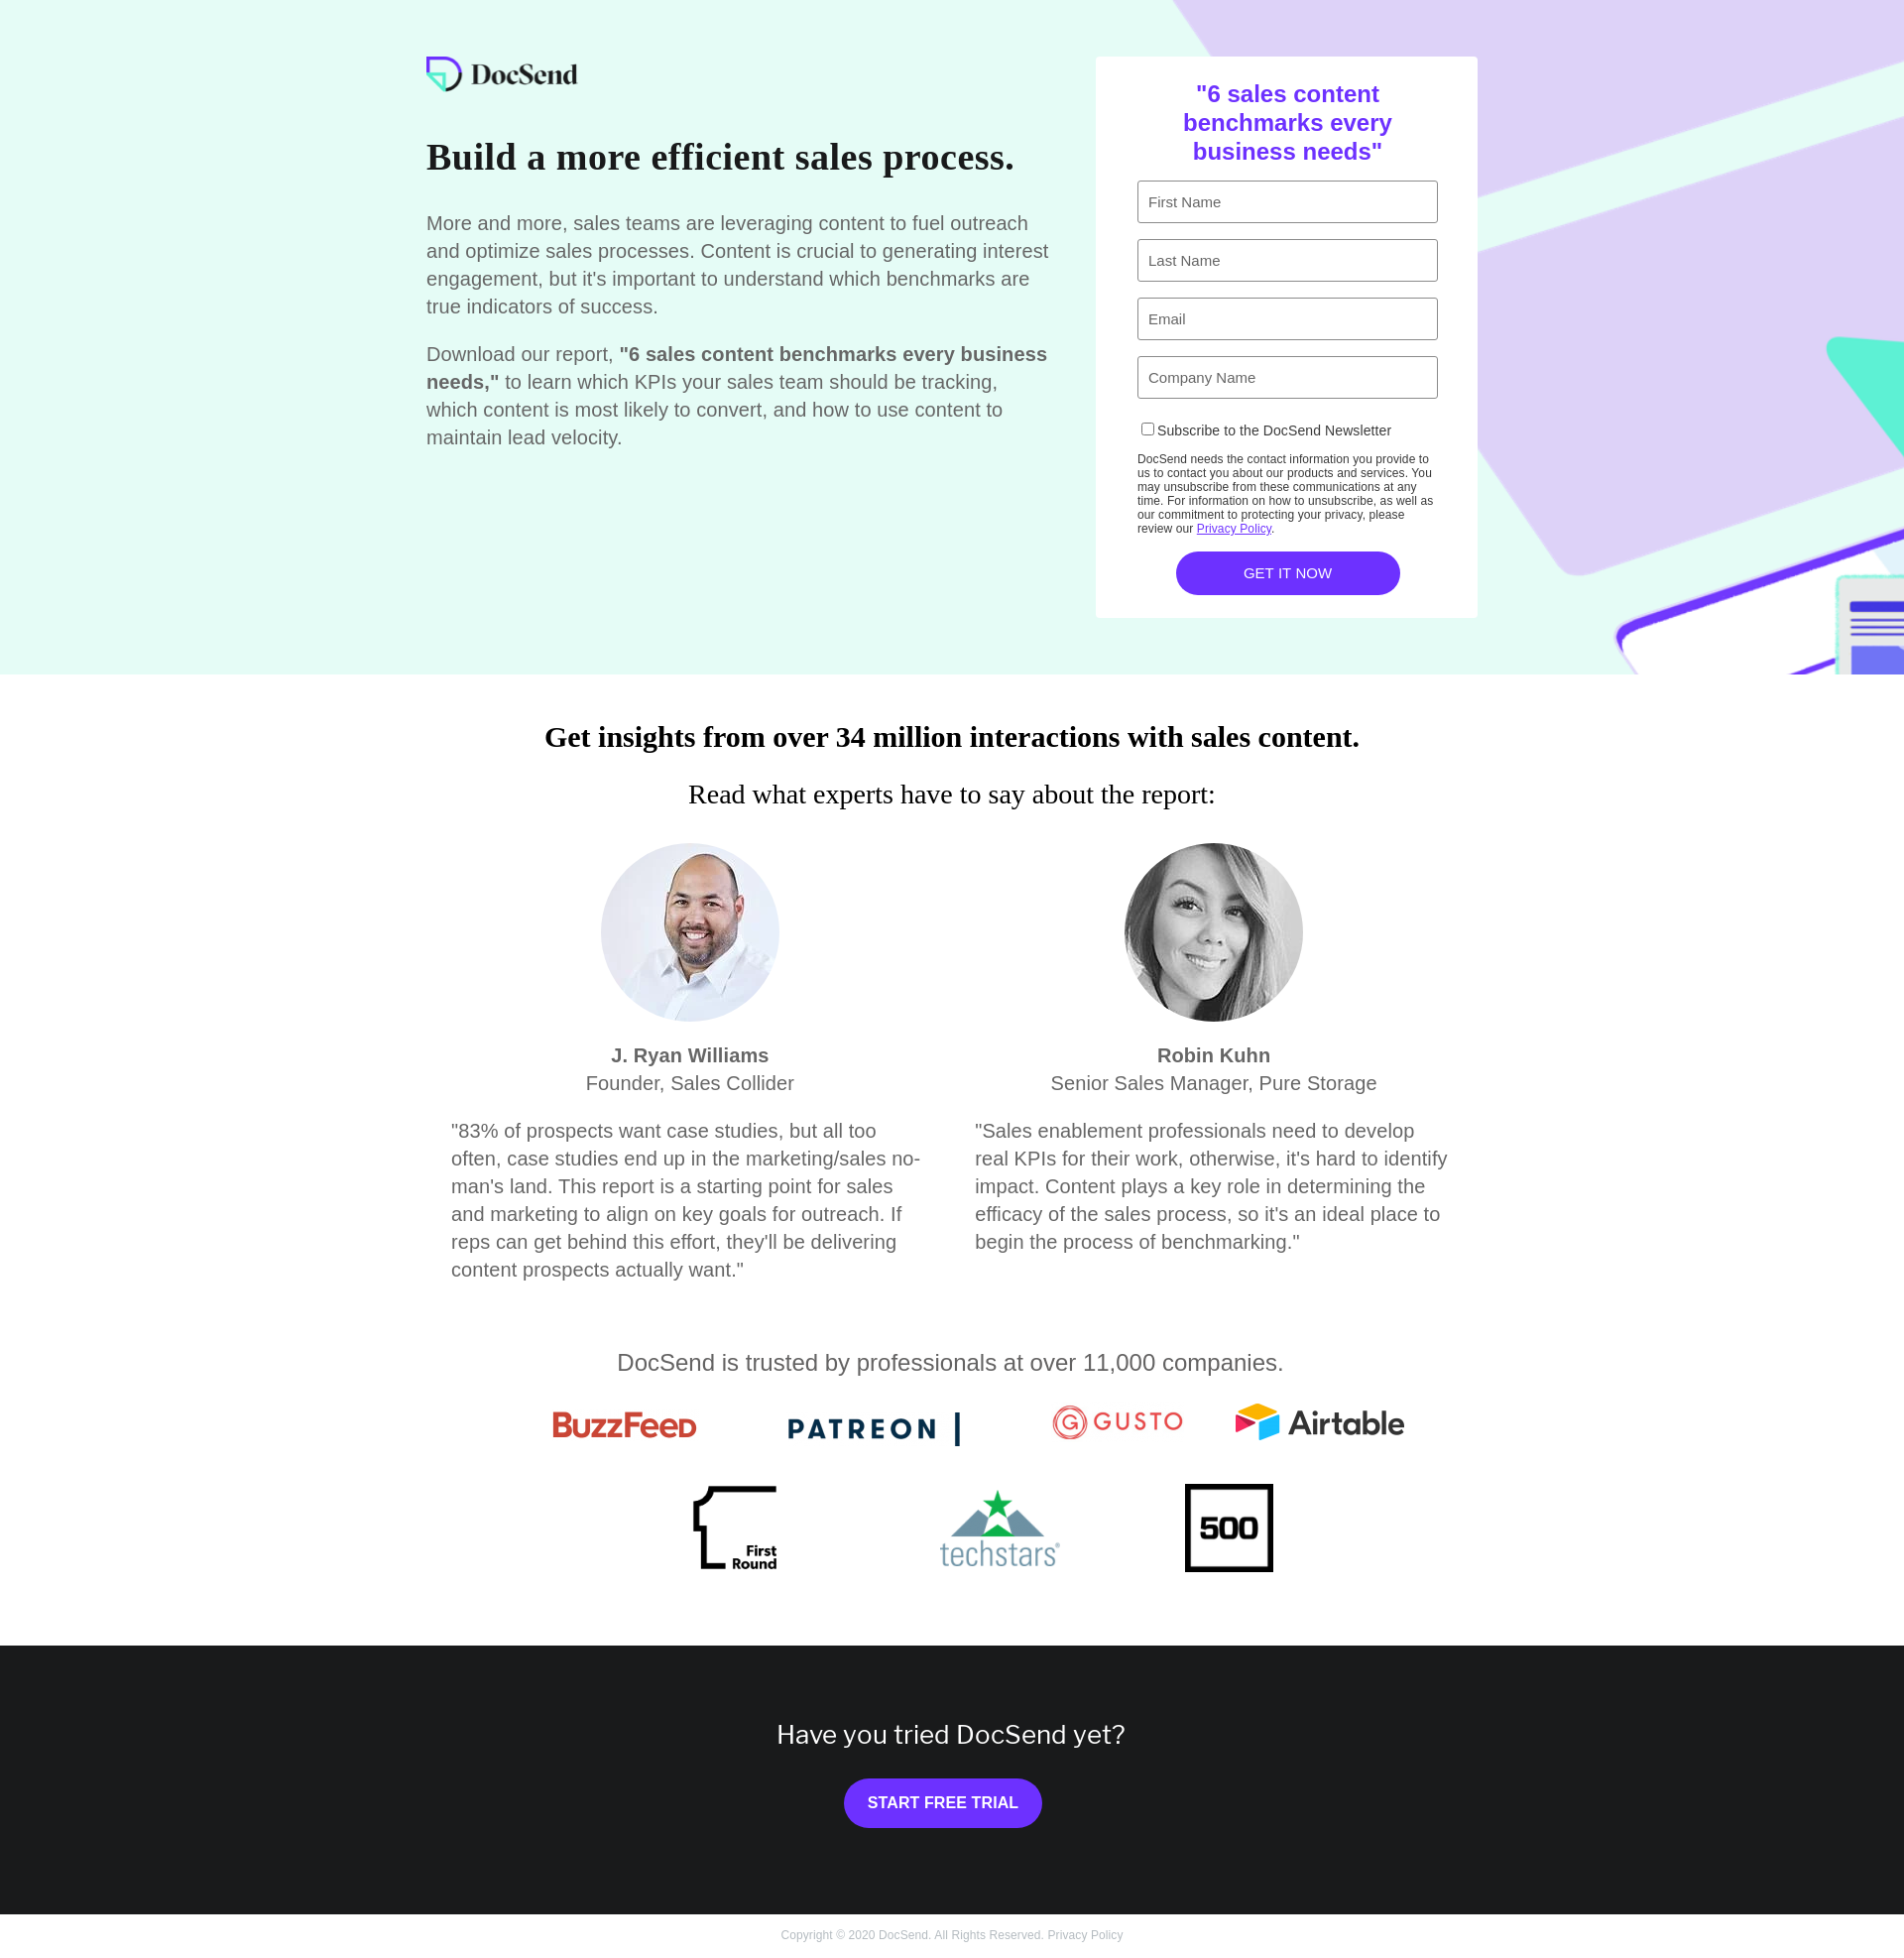 DocSend
Build a more efficient sales process.
More and more, sales teams are leveraging content to fuel outreach
and optimize sales processes. Content is crucial to generating interest
engagement, but it's important to understand which benchmarks are
true indicators of success.
Download our report, "6 sales content benchmarks every business
needs," to learn which KPIs your sales team should be tracking,
which content is most likely to convert, and how to use content to
maintain lead velocity.
"6 sales content
benchmarks every
business needs"
First Name
Last Name
Email
Company Name
Subscribe to the DocSend Newsletter
DocSend needs the contact information you provide to
us to contact you about our products and services. You
may unsubscribe from these communications at any
time. For information on how to unsubscribe, as well as
our commitment to protecting your privacy, please
review our Privacy Policy.
GET IT NOW
Get insights from over 34 million interactions with sales content.
Read what experts have to say about the report:
J. Ryan Williams
Founder, Sales Collider
"83% of prospects want case studies, but all too
often, case studies end up in the marketing/sales no-
man's land. This report is a starting point for sales
and marketing to align on key goals for outreach. If
reps can get behind this effort, they'll be delivering
content prospects actually want."
Robin Kuhn
Senior Sales Manager, Pure Storage
"Sales enablement professionals need to develop
real KPIs for their work, otherwise, it's hard to identify
impact. Content plays a key role in determining the
efficacy of the sales process, so it's an ideal place to
begin the process of benchmarking."
DocSend is trusted by professionals at over 11,000 companies.
BuzzFeed
PATREON
G GUSTO
Airtable
First
Round
techstars®
500
Have you tried DocSend yet?
START FREE TRIAL
Copyright © 2020 DocSend. All Rights Reserved. Privacy Policy